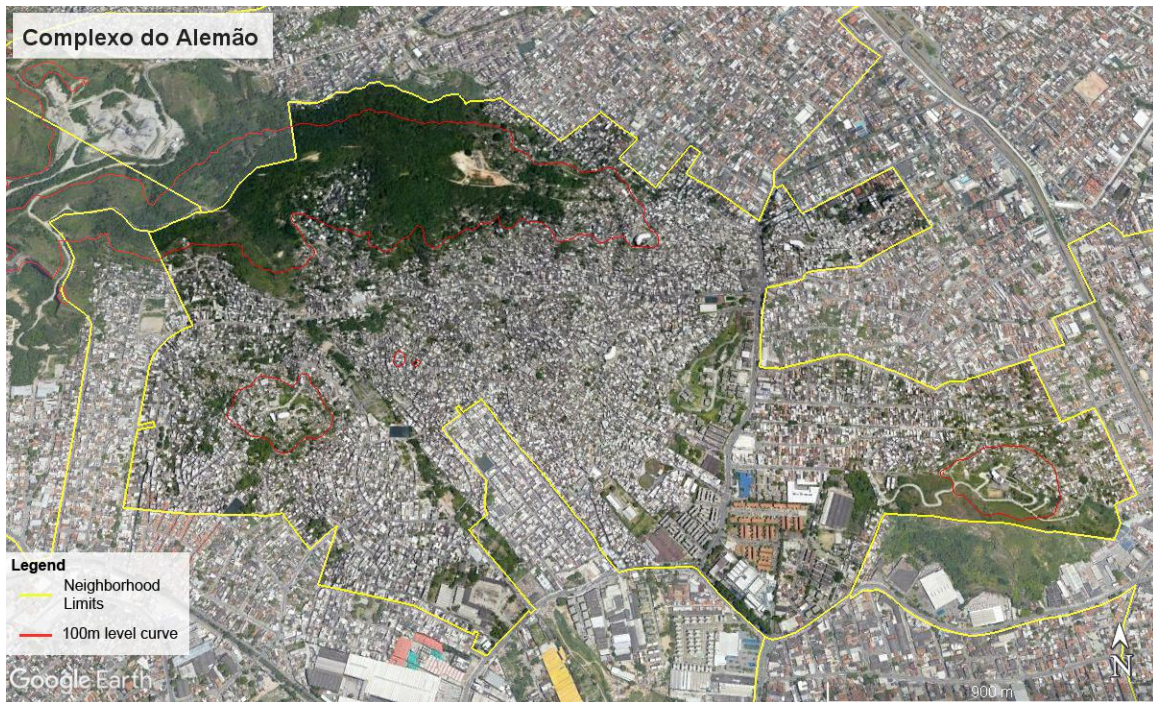 Complexo do Alemão
Legend
Neighborhood
Limits
100m level curve
Google Earth
N
900 m